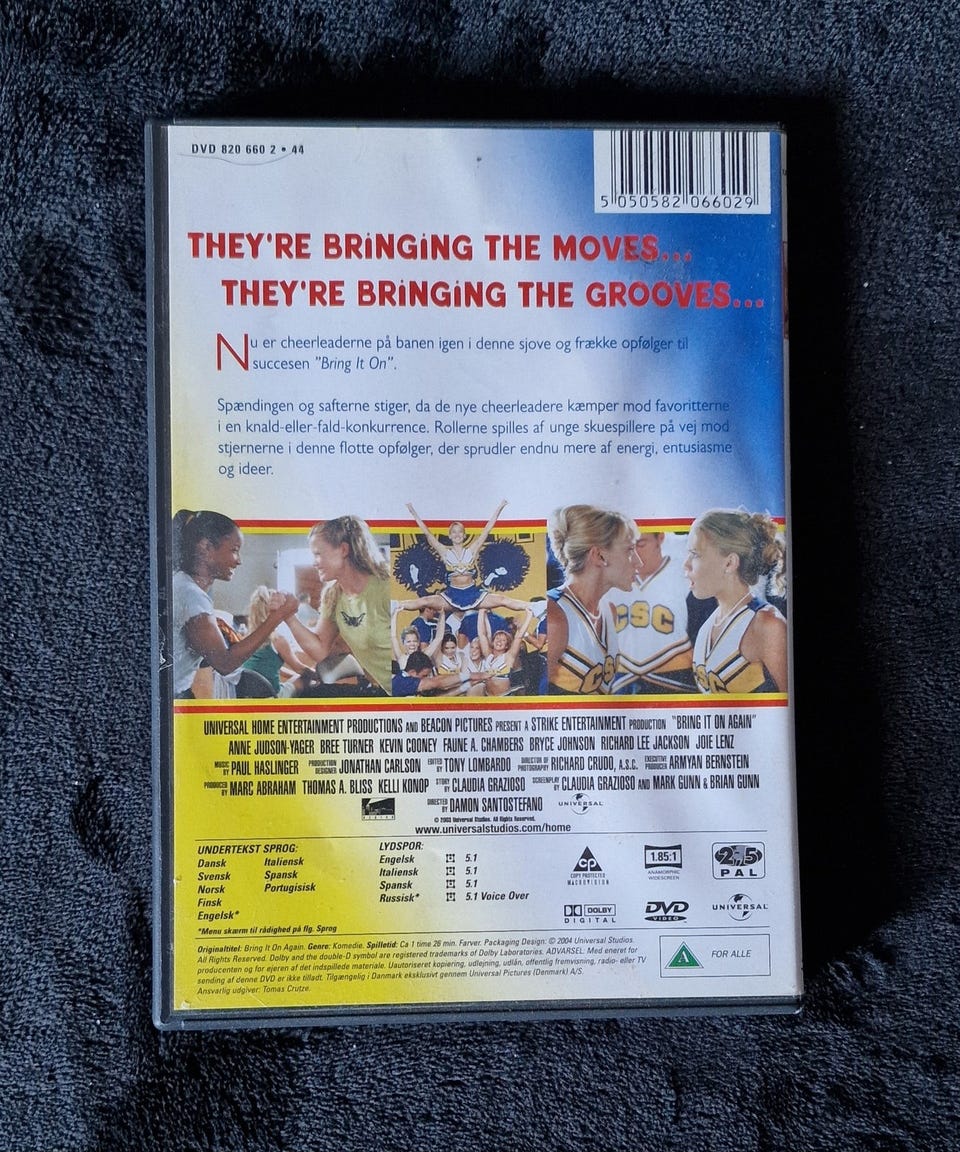 DVD 820 660 2 • 44
5 050582 066029
THEY'RE BRiNGiNG THE MOVES...
THEY'RE BRiNGiNG THE GROOVES...
Nu er cheerleaderne på banen igen i denne sjove og frække opfølger til
succesen ”Bring It On”.
Spændingen og safterne stiger, da de nye cheerleadere kæmper mod favoritterne
i en knald-eller-fald-konkurrence. Rollerne spilles af unge skuespillere på vej mod
stjernerne i denne flotte opfølger, der sprudler endnu mere af energi, entusiasme
og ideer.
CSC
CSC
CSC
UNIVERSAL HOME ENTERTAINMENT PRODUCTIONS AND BEACON PICTURES PRESENT A STRIKE ENTERTAINMENT PRODUCTION "BRING IT ON AGAIN"
ANNE JUDSON-YAGER BREE TURNER KEVIN COONEY FAUNE A. CHAMBERS BRYCE JOHNSON RICHARD LEE JACKSON JOIE LENZ
MUSIC BY PAUL HASLINGER PRODUCTION DESIGNER JONATHAN CARLSON EDITED BY TONY LOMBARDO DIRECTOR OF PHOTOGRAPHY RICHARD CRUDO, A.S.C. EXECUTIVE PRODUCER ARMYAN BERNSTEIN
PRODUCED BY MARC ABRAHAM THOMAS A. BLISS KELLI KONOP STORY BY CLAUDIA GRAZIOSO SCREENPLAY BY CLAUDIA GRAZIOSO AND MARK GUNN & BRIAN GUNN
DIRECTED BY DAMON SANTOSTEFANO UNIVERSAL
© 2003 Universal Studios. All Rights Reserved.
www.universalstudios.com/home
UNDERTEKST SPROG:
Dansk Italiensk
Svensk Spansk
Norsk Portugisisk
Finsk
Engelsk*
*Menu skærm til rådighed på flg. Sprog
LYDSPOR:
Engelsk 5.1
Italiensk 5.1
Spansk 5.1
Russisk* 5.1 Voice Over
CP
COPY PROTECTED
MACROVISION
1.85:1
ANAMORPHIC
WIDESCREEN
2 5
PAL
DOLBY
DIGITAL
DVD
VIDEO
UNIVERSAL
Originaltitel: Bring It On Again. Genre: Komedie. Spilletid: Ca 1 time 26 min. Farver. Packaging Design: © 2004 Universal Studios.
All Rights Reserved. Dolby and the double-D symbol are registered trademarks of Dolby Laboratories. ADVARSEL. Med eneret for
producenten og for ejeren af det indspillede materiale. Uautoriseret kopiering, udlejning, udlån, offentlig fremvisning, radio- eller TV
sending af denne DVD er ikke tilladt. Tilgængelig i Danmark eksklusivt gennem Universal Pictures (Denmark) A/S.
Ansvarlig udgiver: Tomas Crutze.
A FOR ALLE